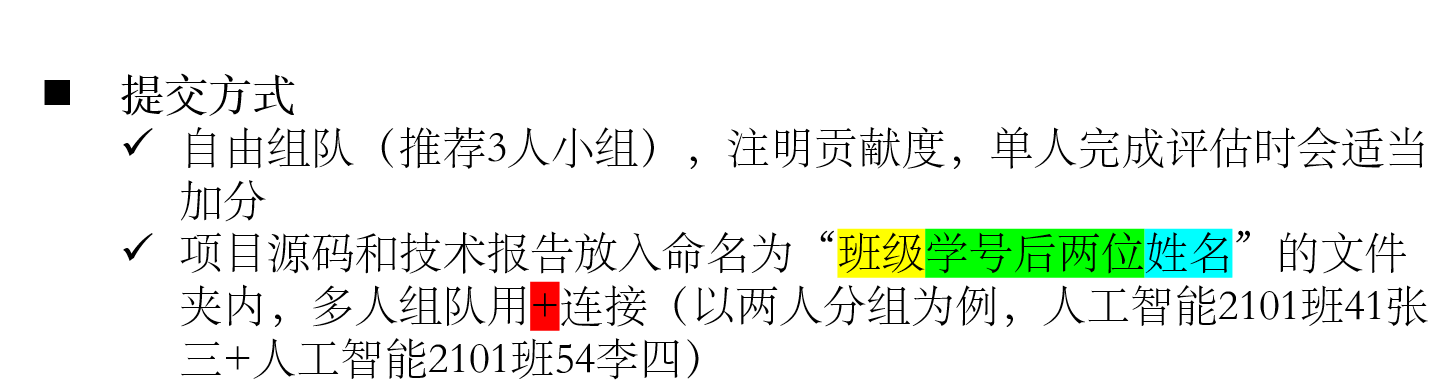 ■ 提交方式
✓ 自由组队（推荐3人小组），注明贡献度，单人完成评估时会适当
加分
✓ 项目源码和技术报告放入命名为“班级学号后两位姓名”的文件
夹内，多人组队用+连接（以两人分组为例，人工智能2101班41张
三+人工智能2101班54李四）